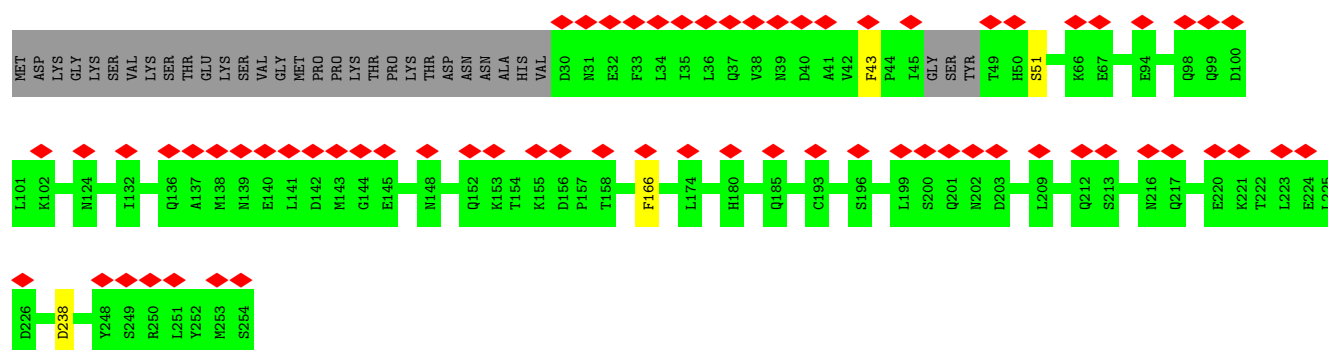 MET ASP LYS GLY LYS SER VAL LYS SER THR GLU LYS SER VAL GLY MET PRO PRO LYS THR PRO LYS THR ASP ASN ASN ALA HIS VAL D30 N31 E32 F33 L34 I35 L36 Q37 V38 N39 D40 A41 V42 F43 P44 I45 GLY SER TYR T49 H50 S51 K66 E67 E94 Q98 Q99 D100
L101 K102 N124 I132 Q136 A137 M138 N139 E140 L141 D142 M143 G144 E145 N148 Q152 K153 T154 K155 D156 P157 T158 F166 L174 H180 Q185 C193 S196 L199 S200 Q201 N202 D203 L209 Q212 S213 N216 Q217 E220 K221 T222 L223 E224 L225
D226 D238 Y248 S249 R250 L251 Y252 M253 S254